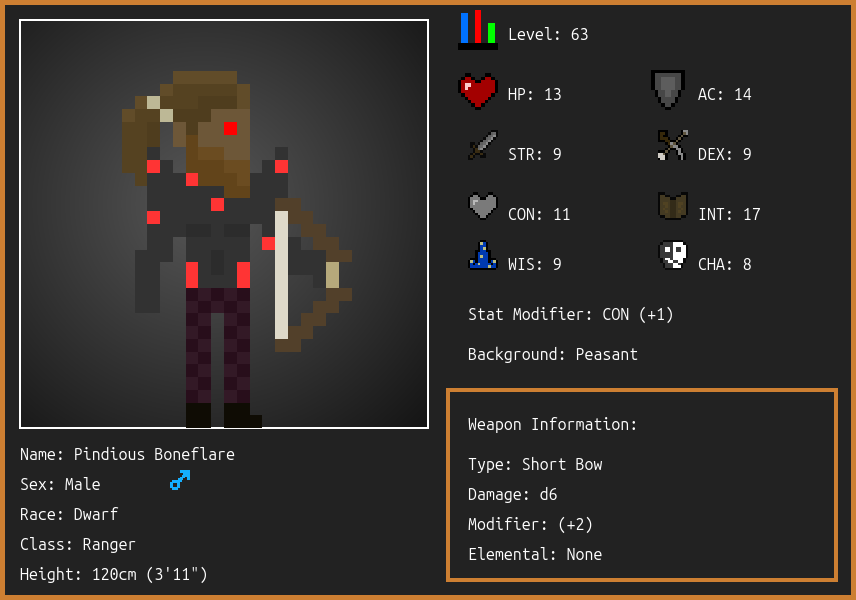 Level: 63
HP: 13
AC: 14
STR: 9
DEX: 9
CON: 11
INT: 17
WIS: 9
CHA: 8
Stat Modifier: CON (+1)
Background: Peasant
Weapon Information:
Type: Short Bow
Damage: d6
Modifier: (+2)
Elemental: None
Name: Pindious Boneflare
Sex: Male
Race: Dwarf
Class: Ranger
Height: 120cm (3'11")